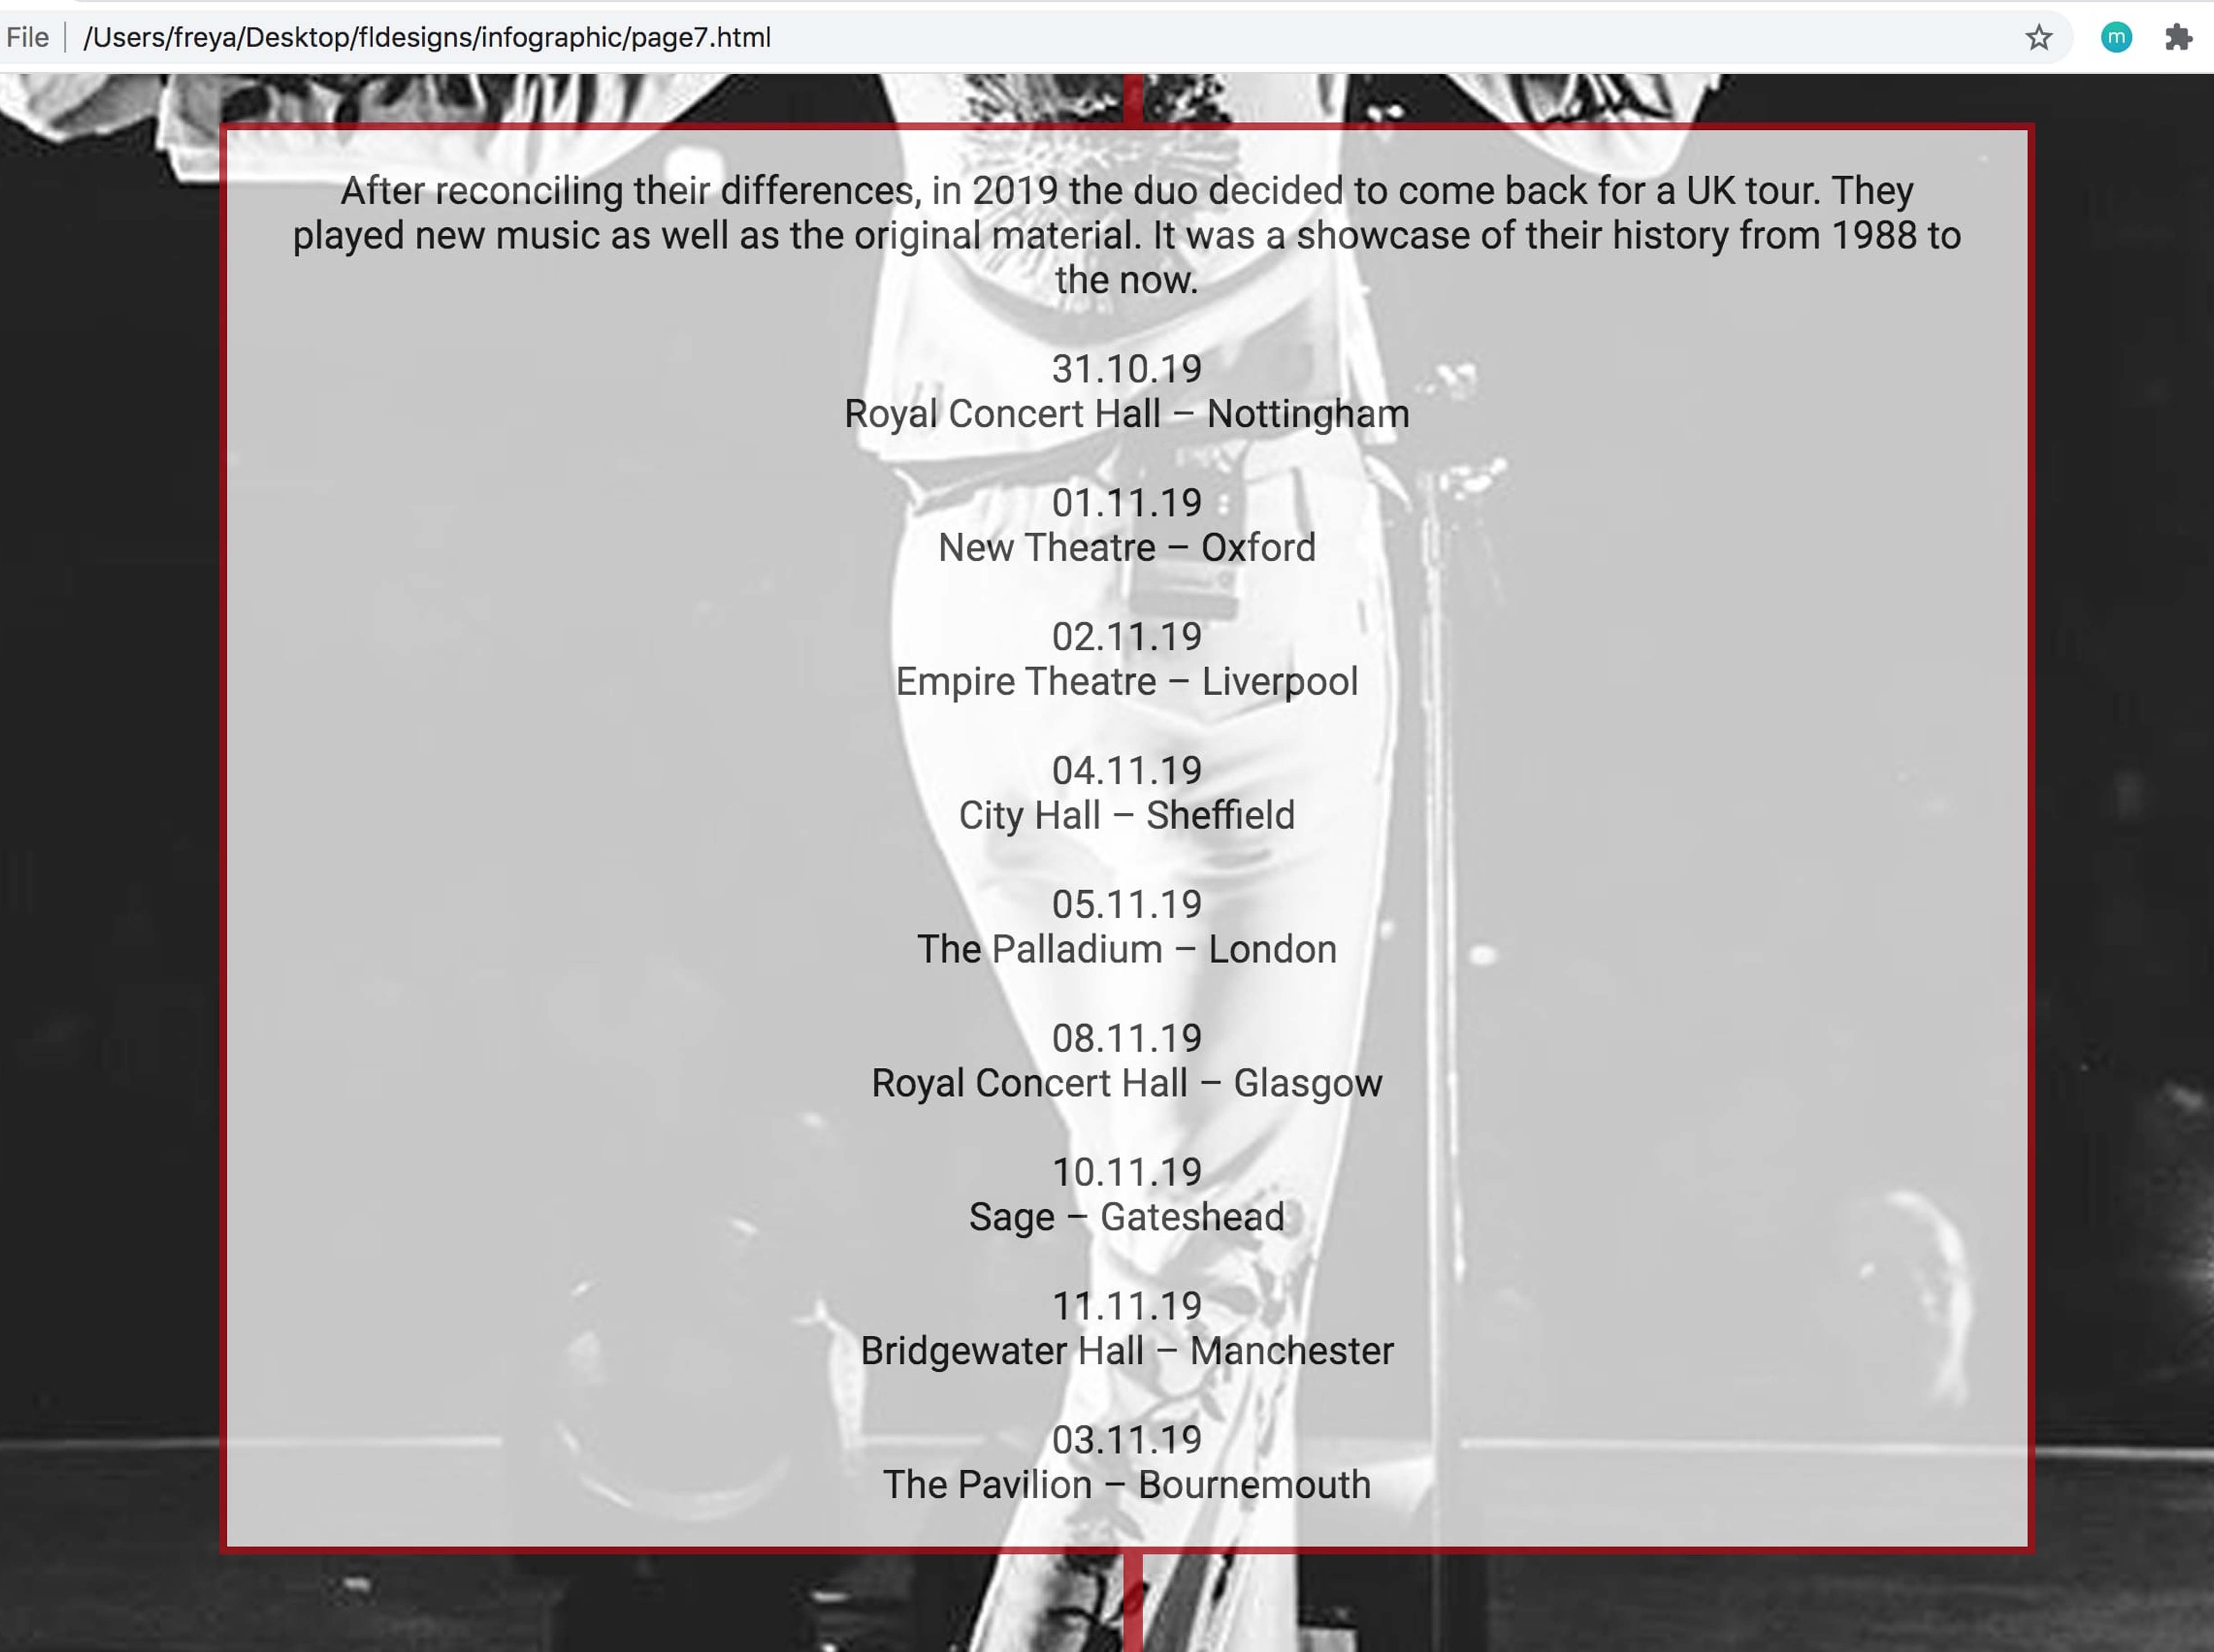 File
/Users/freya/Desktop/fldesigns/infographic/page7.html
m
After reconciling their differences, in 2019 the duo decided to come back for a UK tour. They
played new music as well as the original material. It was a showcase of their history from 1988 to
the now.
31.10.19
Royal Concert Hall – Nottingham
01.11.19
New Theatre – Oxford
02.11.19
Empire Theatre – Liverpool
04.11.19
City Hall – Sheffield
05.11.19
The Palladium – London
08.11.19
Royal Concert Hall – Glasgow
10.11.19
Sage – Gateshead
11.11.19
Bridgewater Hall – Manchester
03.11.19
The Pavilion – Bournemouth